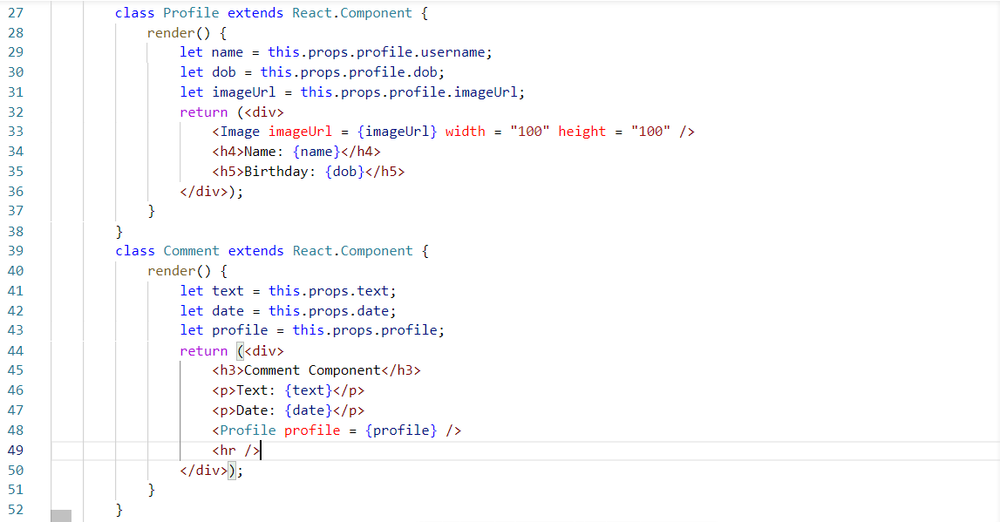 27 class Profile extends React.Component {
28 render() {
29 let name = this.props.profile.username;
30 let dob = this.props.profile.dob;
31 let imageUrl = this.props.profile.imageUrl;
32 return (<div>
33 <Image imageUrl = {imageUrl} width = "100" height = "100" />
34 <h4>Name: {name}</h4>
35 <h5>Birthday: {dob}</h5>
36 </div>);
37 }
38 }
39 class Comment extends React.Component {
40 render() {
41 let text = this.props.text;
42 let date = this.props.date;
43 let profile = this.props.profile;
44 return (<div>
45 <h3>Comment Component</h3>
46 <p>Text: {text}</p>
47 <p>Date: {date}</p>
48 <Profile profile = {profile} />
49 <hr />
50 </div>);
51 }
52 }